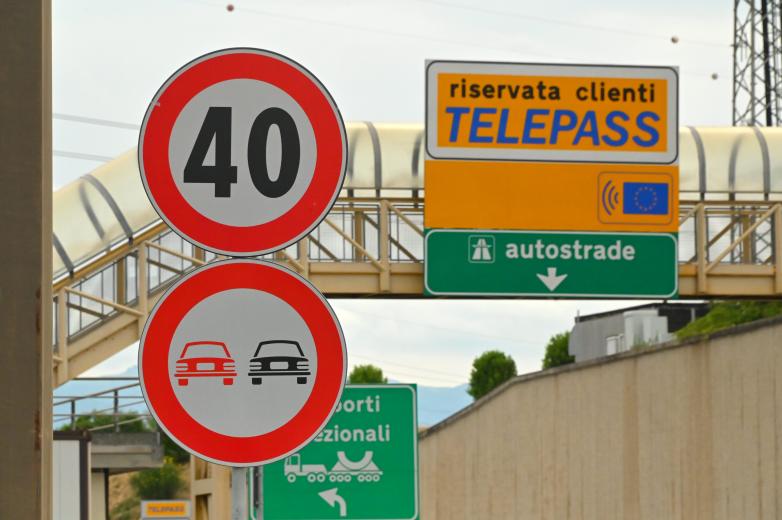 40
riservata clienti
TELEPASS
autostrade
TELEPASS